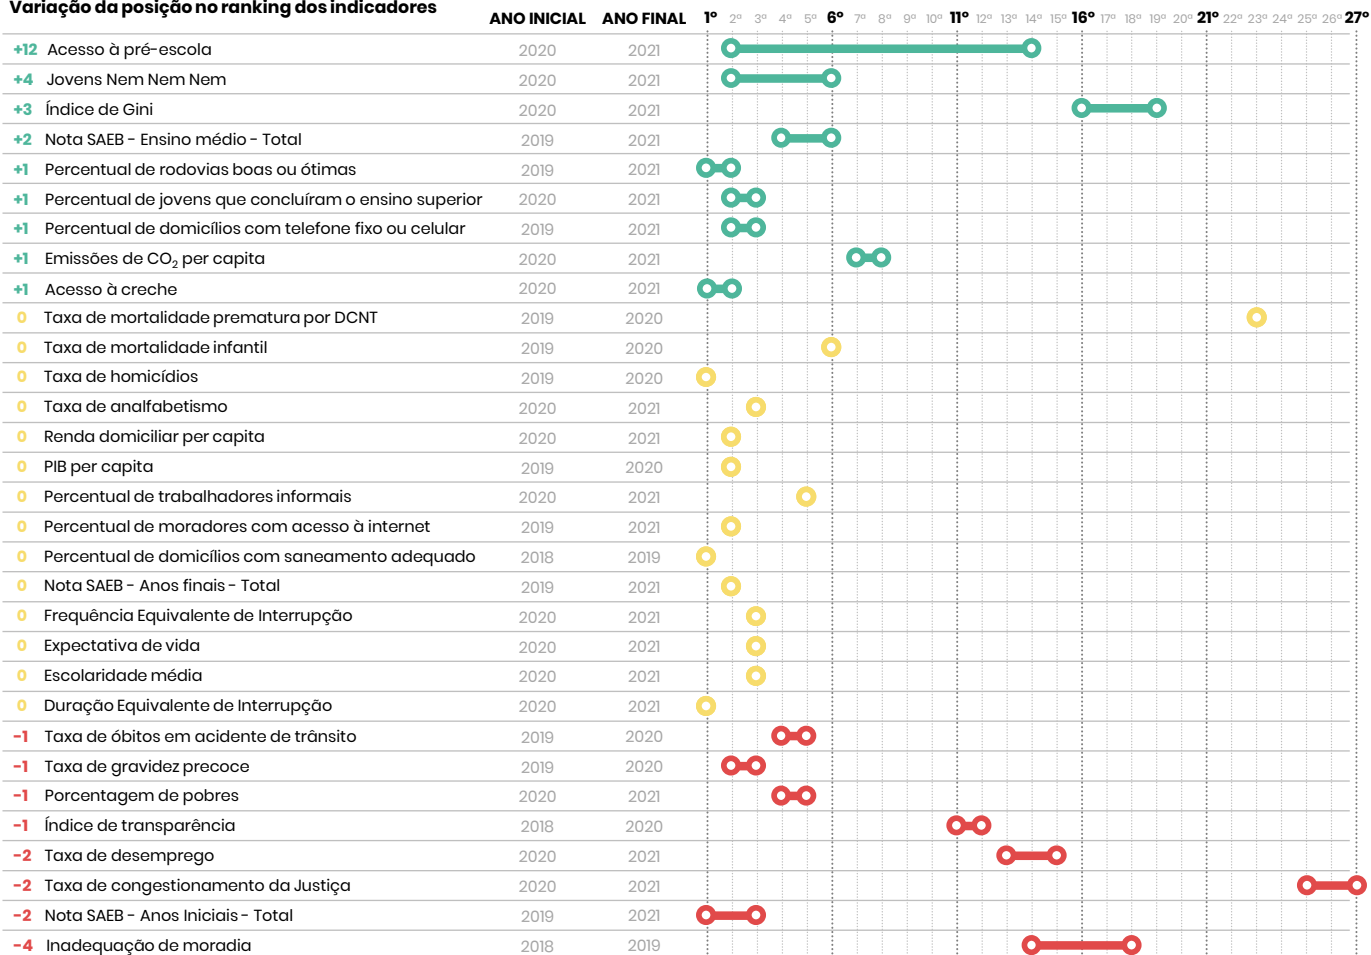 Variação da posição no ranking dos indicadores
ANO INICIAL ANO FINAL 1º 2º 3º 4º 5º 6º 7º 8º 9º 10º 11º 12º 13º 14º 15º 16º 17º 18º 19º 20º 21º 22º 23º 24º 25º 26º 27º
+12 Acesso à pré-escola 2020 2021
+4 Jovens Nem Nem Nem 2020 2021
+3 Índice de Gini 2020 2021
+2 Nota SAEB - Ensino médio - Total 2019 2021
+1 Percentual de rodovias boas ou ótimas 2019 2021
+1 Percentual de jovens que concluíram o ensino superior 2020 2021
+1 Percentual de domicílios com telefone fixo ou celular 2019 2021
+1 Emissões de CO₂ per capita 2020 2021
+1 Acesso à creche 2020 2021
0 Taxa de mortalidade prematura por DCNT 2019 2020
0 Taxa de mortalidade infantil 2019 2020
0 Taxa de homicídios 2019 2020
0 Taxa de analfabetismo 2020 2021
0 Renda domiciliar per capita 2020 2021
0 PIB per capita 2019 2020
0 Percentual de trabalhadores informais 2020 2021
0 Percentual de moradores com acesso à internet 2019 2021
0 Percentual de domicílios com saneamento adequado 2018 2019
0 Nota SAEB - Anos finais - Total 2019 2021
0 Frequência Equivalente de Interrupção 2020 2021
0 Expectativa de vida 2020 2021
0 Escolaridade média 2020 2021
0 Duração Equivalente de Interrupção 2020 2021
-1 Taxa de óbitos em acidente de trânsito 2019 2020
-1 Taxa de gravidez precoce 2019 2020
-1 Porcentagem de pobres 2020 2021
-1 Índice de transparência 2018 2020
-2 Taxa de desemprego 2020 2021
-2 Taxa de congestionamento da Justiça 2020 2021
-2 Nota SAEB - Anos Iniciais - Total 2019 2021
-4 Inadequação de moradia 2018 2019